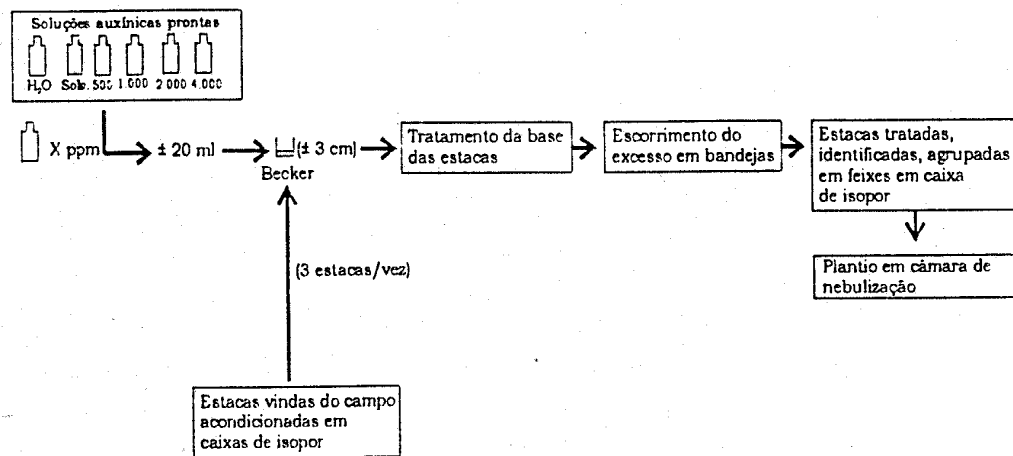 Soluções auxínicas prontas
H₂O Solv. 500 1.000 2.000 4.000
X ppm
± 20 ml
(± 3 cm)
Becker
Tratamento da base
das estacas
Escorrimento do
excesso em bandejas
Estacas tratadas,
identificadas, agrupadas
em feixes em caixa
de isopor
Plantio em câmara de
nebulização
(3 estacas/vez)
Estacas vindas do campo
acondicionadas em
caixas de isopor